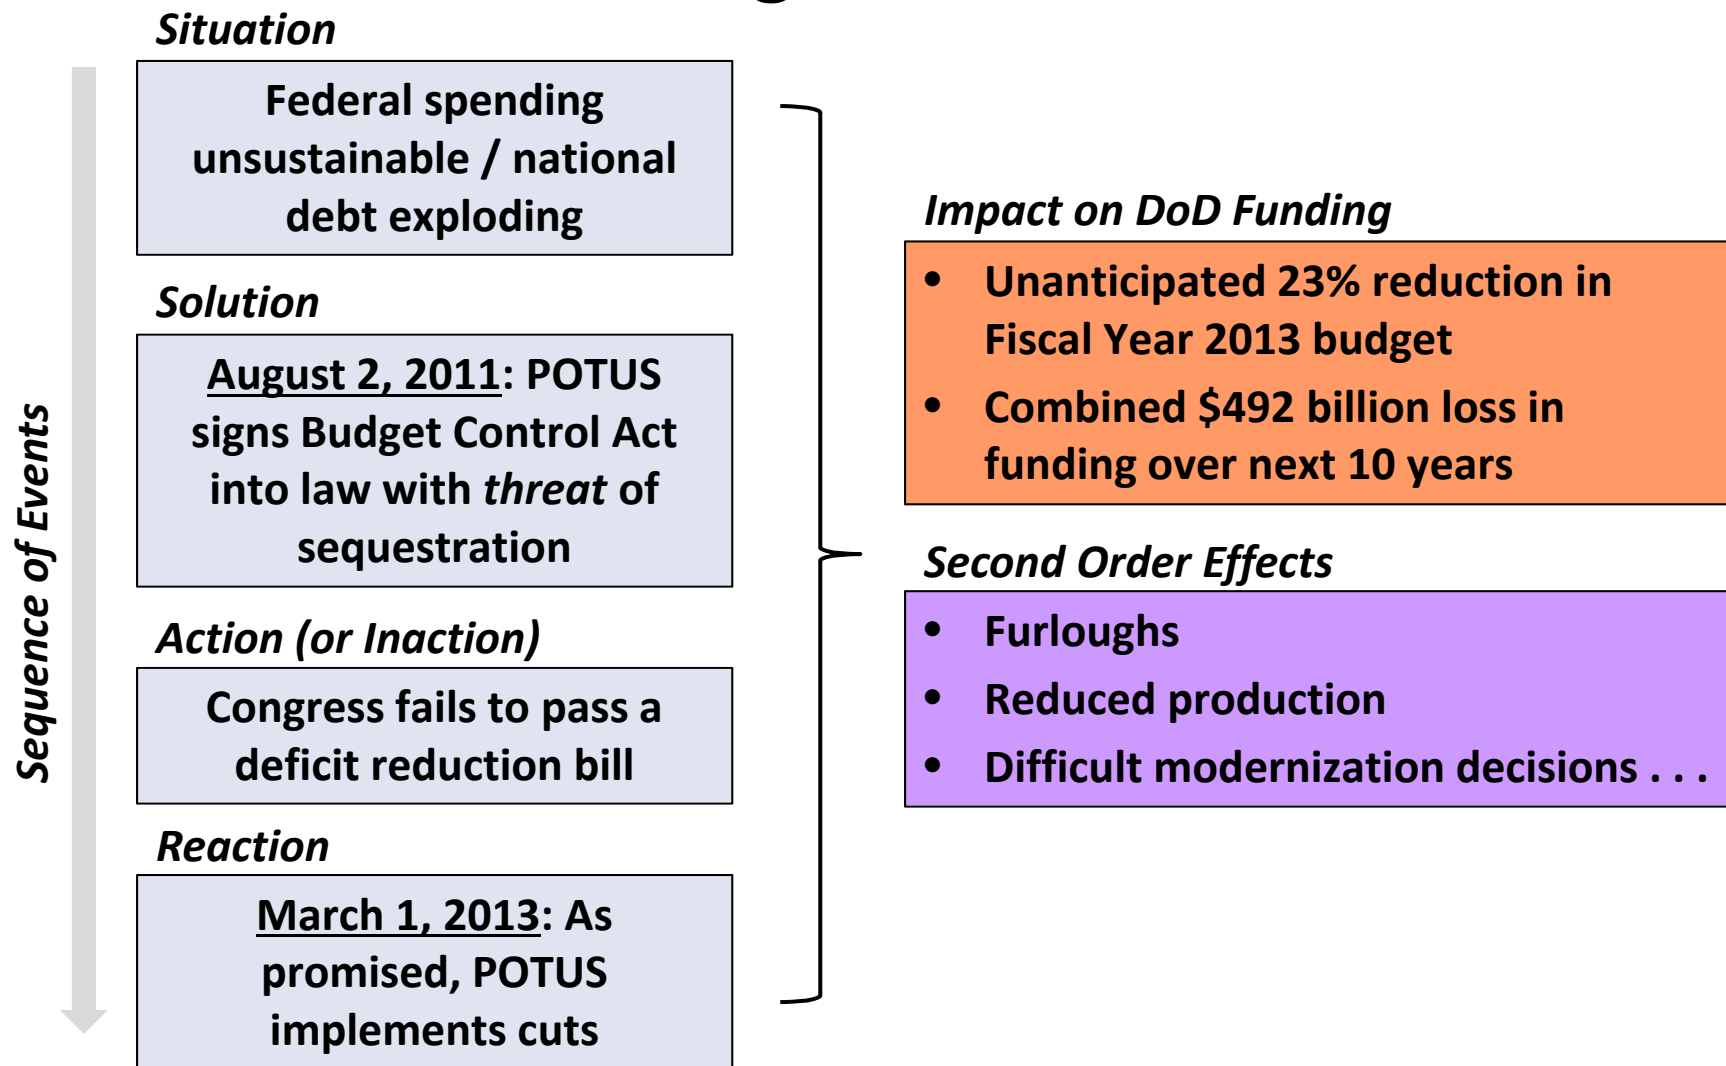 Sequence of Events
Situation
Federal spending
unsustainable / national
debt exploding
Solution
August 2, 2011: POTUS
signs Budget Control Act
into law with threat of
sequestration
Action (or Inaction)
Congress fails to pass a
deficit reduction bill
Reaction
March 1, 2013: As
promised, POTUS
implements cuts
Impact on DoD Funding
• Unanticipated 23% reduction in
Fiscal Year 2013 budget
• Combined $492 billion loss in
funding over next 10 years
Second Order Effects
• Furloughs
• Reduced production
• Difficult modernization decisions . . .